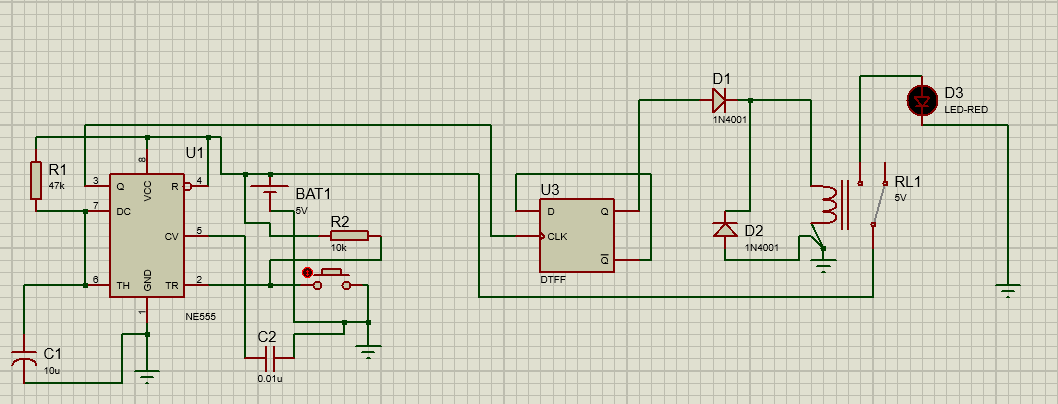 R1
47k
U1
3
Q
7
DC
6
TH
8
VCC
R
4
CV
5
TR
2
GND
1
NE555
C1
10u
BAT1
5V
R2
10k
C2
0.01u
U3
D
Q
CLK
Q!
DTFF
D1
1N4001
D2
1N4001
RL1
5V
D3
LED-RED